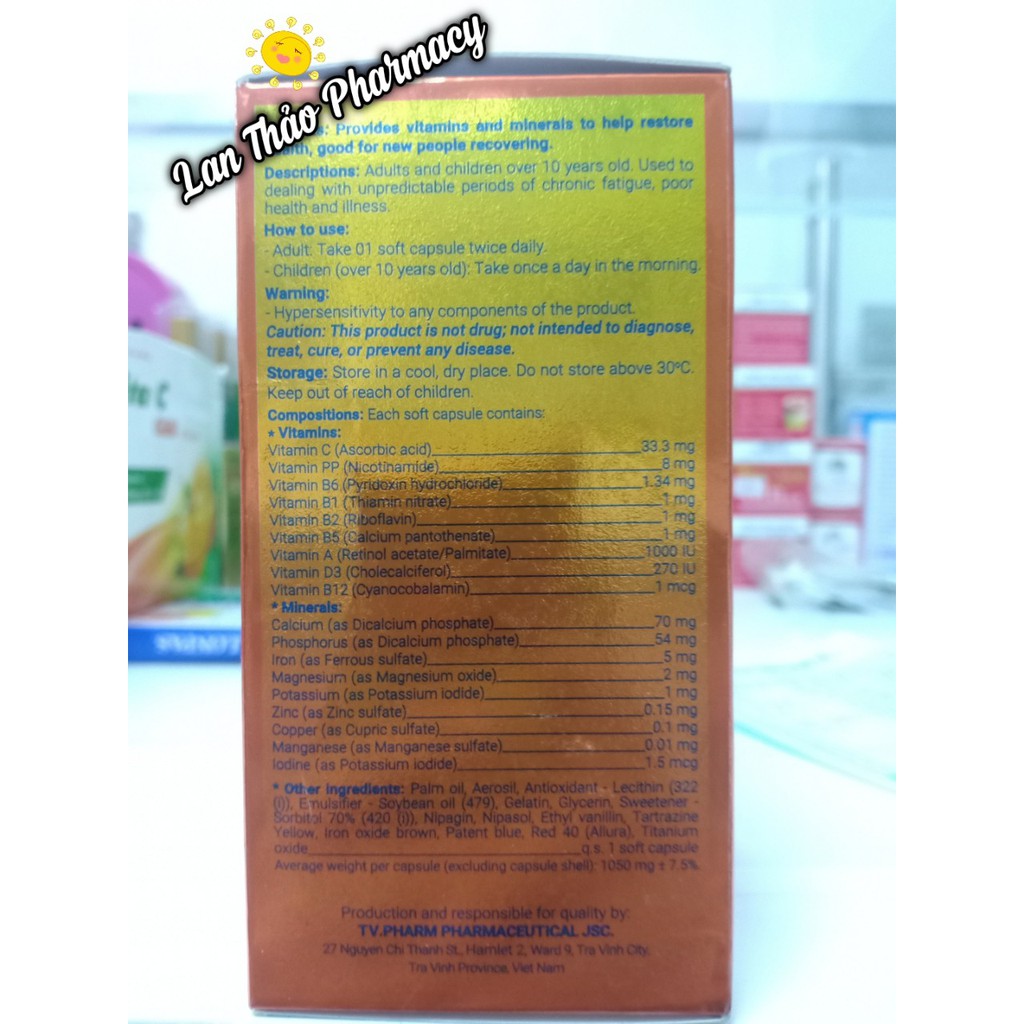 Lan Thảo Pharmacy
Provides vitamins and minerals to help restore
good for new people recovering.
Descriptions: Adults and children over 10 years old. Used to
dealing with unpredictable periods of chronic fatigue, poor
health and illness.
How to use:
- Adult: Take 01 soft capsule twice daily.
- Children (over 10 years old): Take once a day in the morning.
Warning:
- Hypersensitivity to any components of the product.
Caution: This product is not drug; not intended to diagnose,
treat, cure, or prevent any disease.
Storage: Store in a cool, dry place. Do not store above 30ºC.
Keep out of reach of children.
Compositions: Each soft capsule contains:
* Vitamins:
Vitamin C (Ascorbic acid) 33.3 mg
Vitamin PP (Nicotinamide) 8 mg
Vitamin B6 (Pyridoxin hydrochloride) 1.34 mg
Vitamin B1 (Thiamin nitrate) 1 mg
Vitamin B2 (Riboflavin) 1 mg
Vitamin B5 (Calcium pantothenate) 1 mg
Vitamin A (Retinol acetate/Palmitate) 1000 IU
Vitamin D3 (Cholecalciferol) 270 IU
Vitamin B12 (Cyanocobalamin) 1 mcg
* Minerals:
Calcium (as Dicalcium phosphate) 70 mg
Phosphorus (as Dicalcium phosphate) 54 mg
Iron (as Ferrous sulfate) 5 mg
Magnesium (as Magnesium oxide) 2 mg
Potassium (as Potassium iodide) 1 mg
Zinc (as Zinc sulfate) 0.15 mg
Copper (as Cupric sulfate) 0.1 mg
Manganese (as Manganese sulfate) 0.01 mg
Iodine (as Potassium iodide) 1.5 mcg
* Other ingredients: Palm oil, Aerosil, Antioxidant - Lecithin (322
(i)), Emulsifier - Soybean oil (479), Gelatin, Glycerin, Sweetener -
Sorbitol 70% (420 (i)), Nipagin, Nipasol, Ethyl vanillin, Tartrazine
Yellow, Iron oxide brown, Patent blue, Red 40 (Allura), Titanium
oxide q.s. 1 soft capsule
Average weight per capsule (excluding capsule shell): 1050 mg ± 7.5%
Production and responsible for quality by:
TV.PHARM PHARMACEUTICAL JSC.
27 Nguyen Chi Thanh St., Hamlet 2, Ward 9, Tra Vinh City,
Tra Vinh Province, Viet Nam